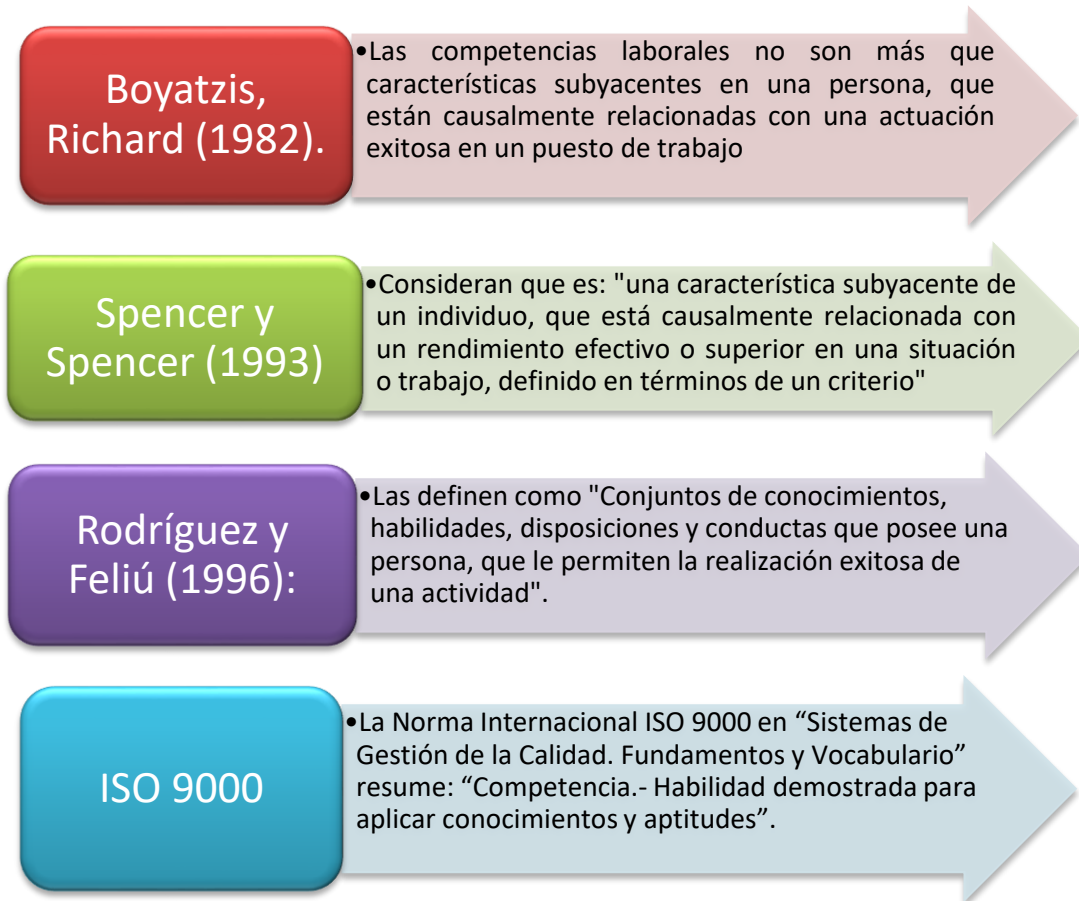 Boyatzis,
Richard (1982).
•Las competencias laborales no son más que
características subyacentes en una persona, que
están causalmente relacionadas con una actuación
exitosa en un puesto de trabajo
Spencer y
Spencer (1993)
•Consideran que es: "una característica subyacente de
un individuo, que está causalmente relacionada con
un rendimiento efectivo o superior en una situación
o trabajo, definido en términos de un criterio"
Rodríguez y
Feliú (1996):
•Las definen como "Conjuntos de conocimientos,
habilidades, disposiciones y conductas que posee una
persona, que le permiten la realización exitosa de
una actividad".
ISO 9000
•La Norma Internacional ISO 9000 en “Sistemas de
Gestión de la Calidad. Fundamentos y Vocabulario”
resume: “Competencia.- Habilidad demostrada para
aplicar conocimientos y aptitudes”.